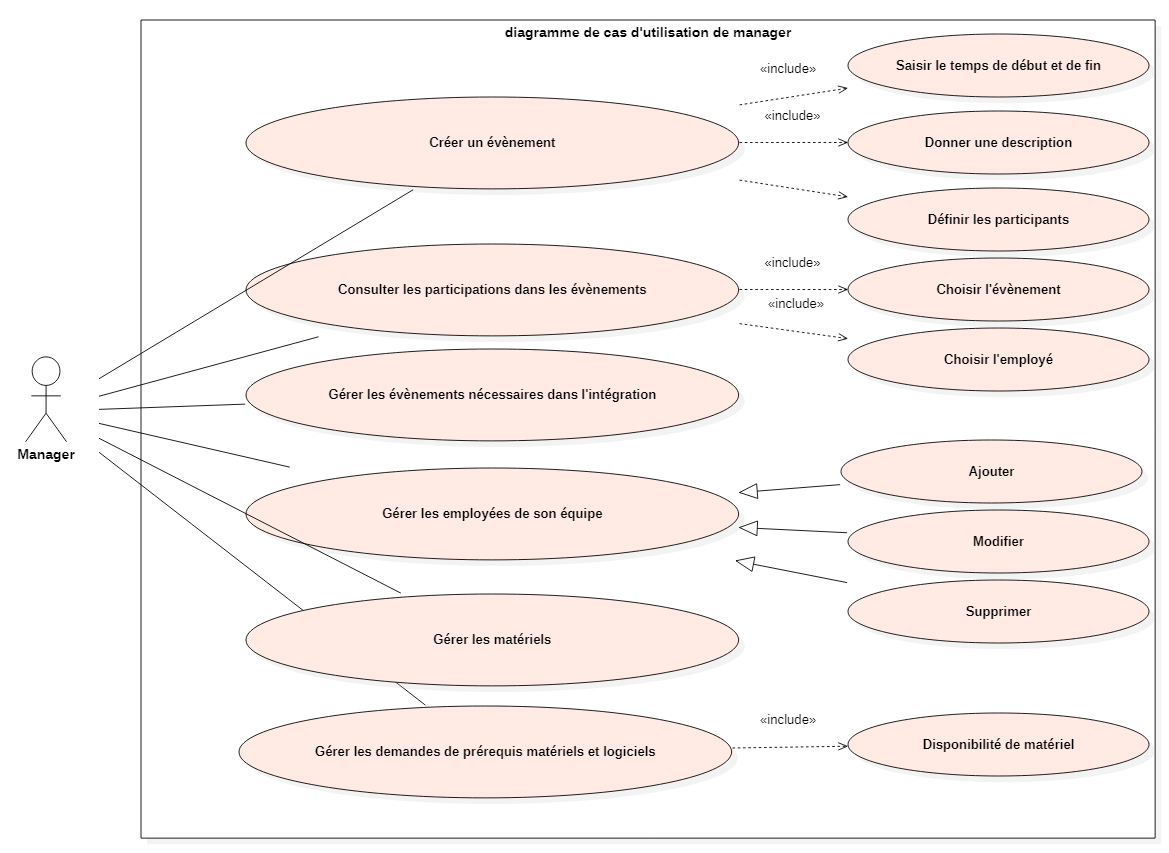 diagramme de cas d'utilisation de manager
«include»
Saisir le temps de début et de fin
«include»
Créer un évènement
Donner une description
Définir les participants
«include»
Consulter les participations dans les évènements
Choisir l'évènement
«include»
Choisir l'employé
Gérer les évènements nécessaires dans l'intégration
Manager
Ajouter
Gérer les employées de son équipe
Modifier
Supprimer
Gérer les matériels
«include»
Gérer les demandes de prérequis matériels et logiciels
Disponibilité de matériel